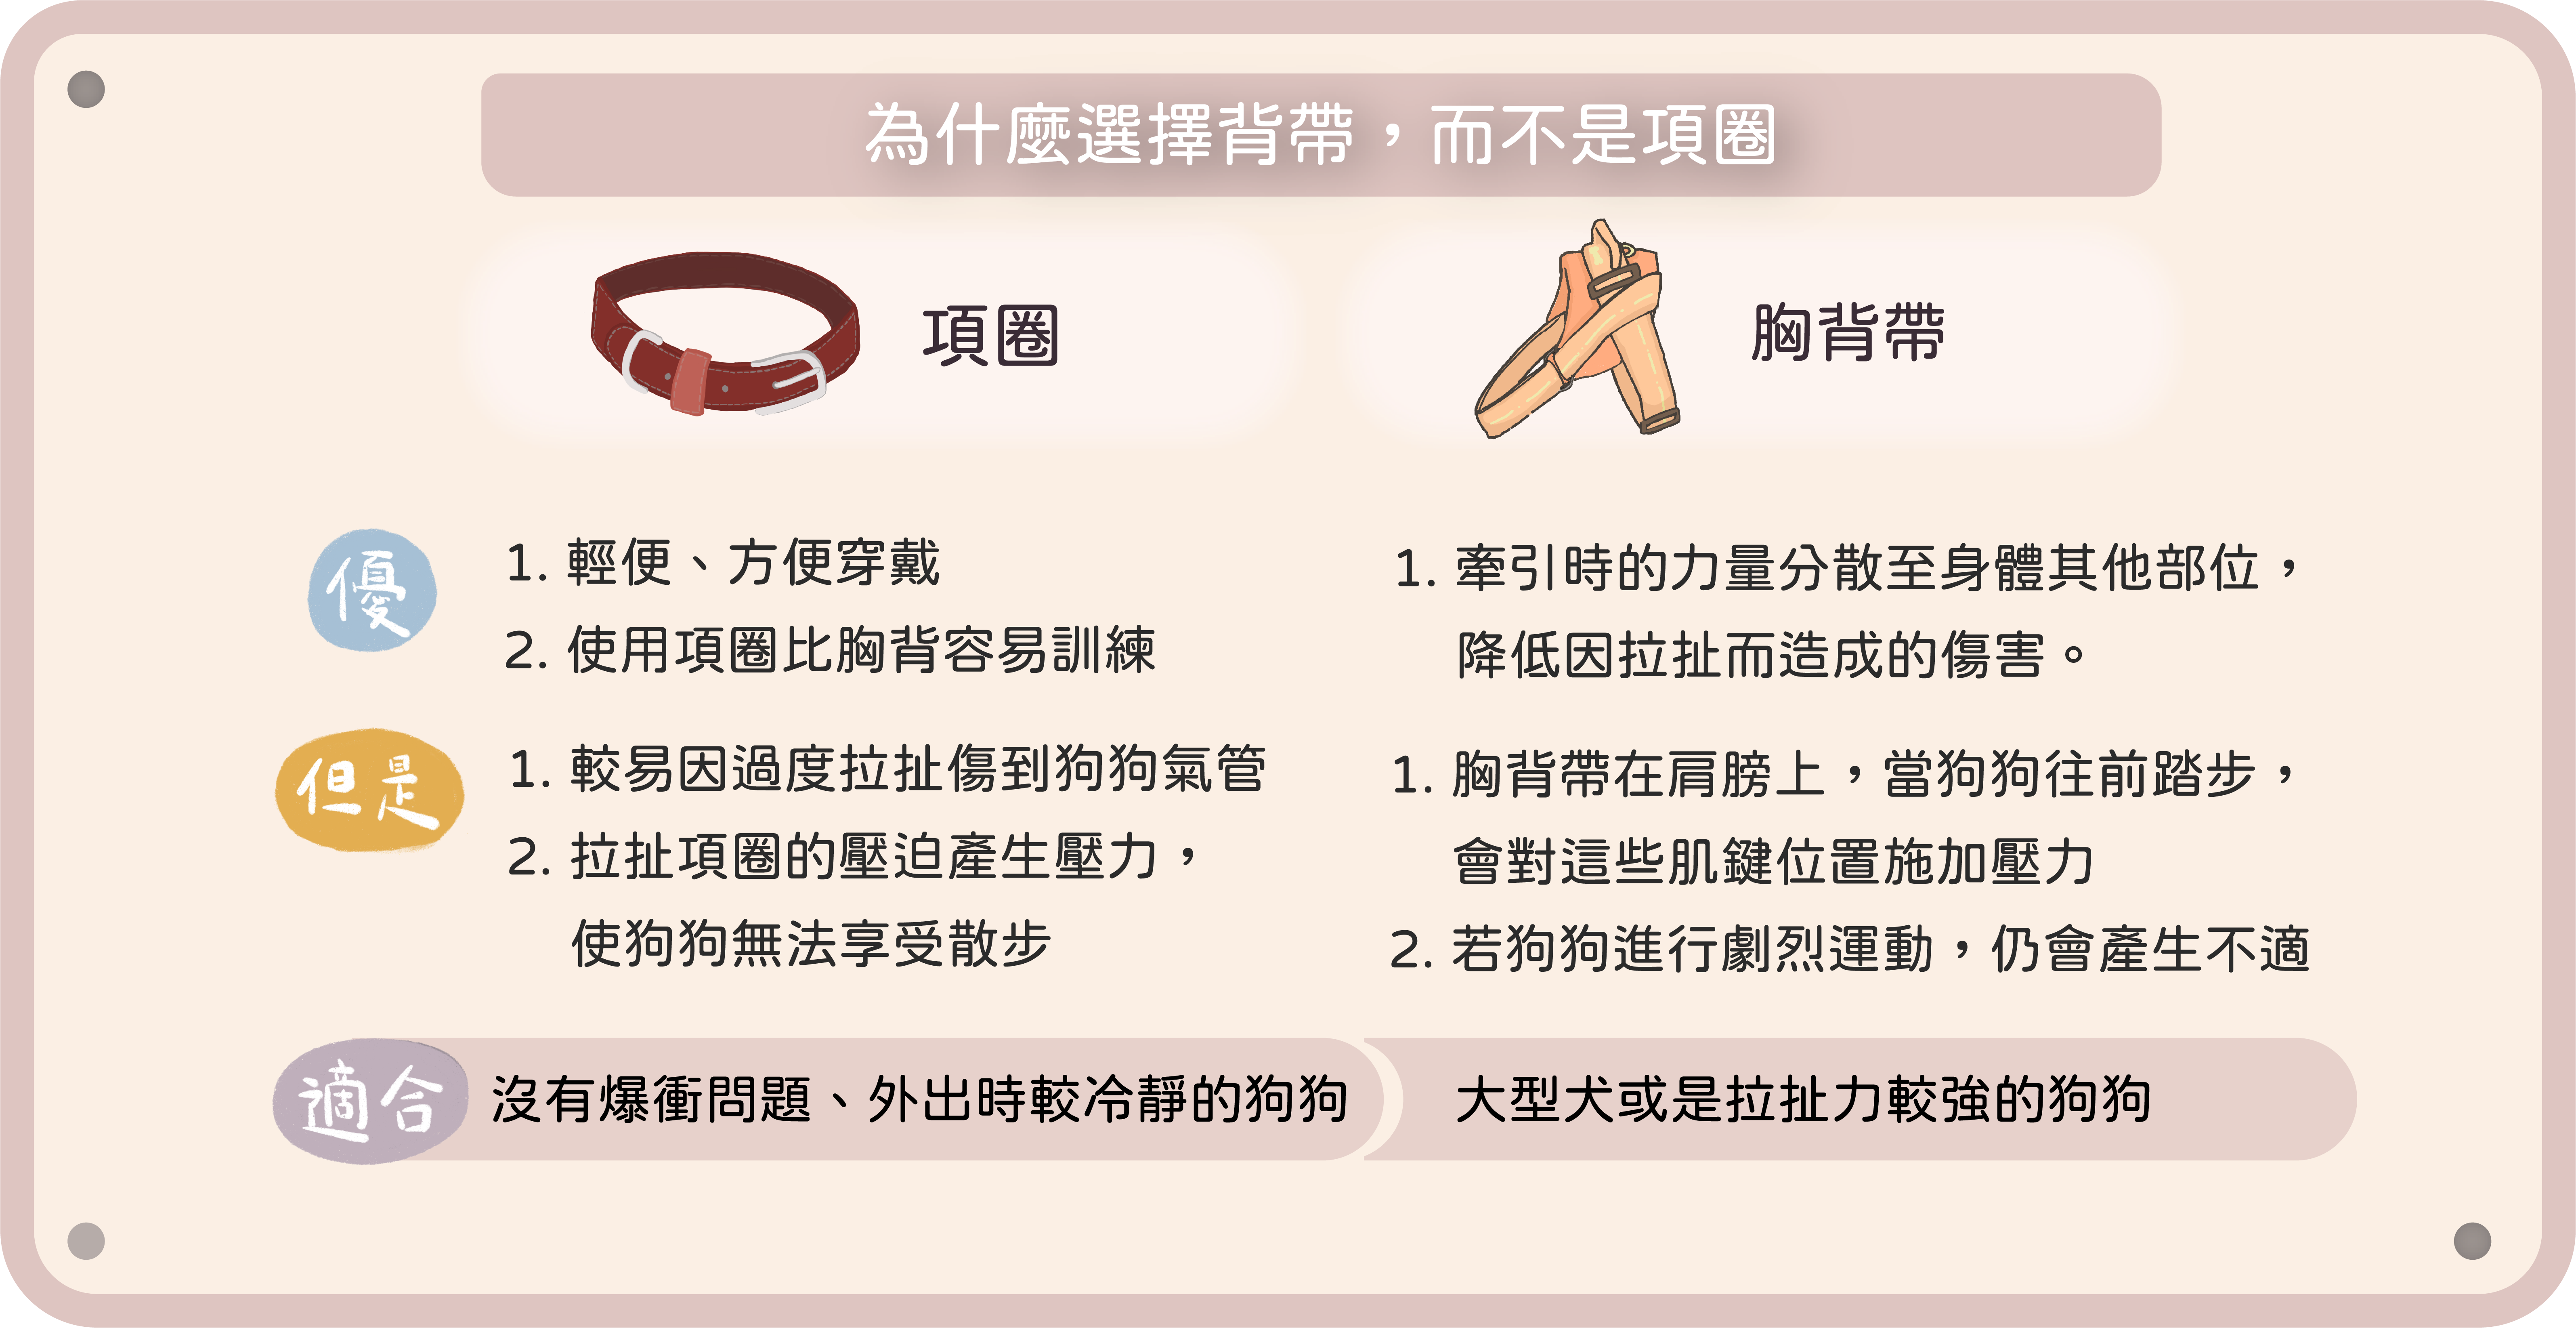 為什麼選擇背帶，而不是項圈
項圈
胸背帶
優
1. 輕便、方便穿戴
2. 使用項圈比胸背容易訓練
1. 牽引時的力量分散至身體其他部位，
降低因拉扯而造成的傷害。
但是
1. 較易因過度拉扯傷到狗狗氣管
2. 拉扯項圈的壓迫產生壓力，
使狗狗無法享受散步
1. 胸背帶在肩膀上，當狗狗往前踏步，
會對這些肌鍵位置施加壓力
2. 若狗狗進行劇烈運動，仍會產生不適
適合
沒有爆衝問題、外出時較冷靜的狗狗
大型犬或是拉扯力較強的狗狗